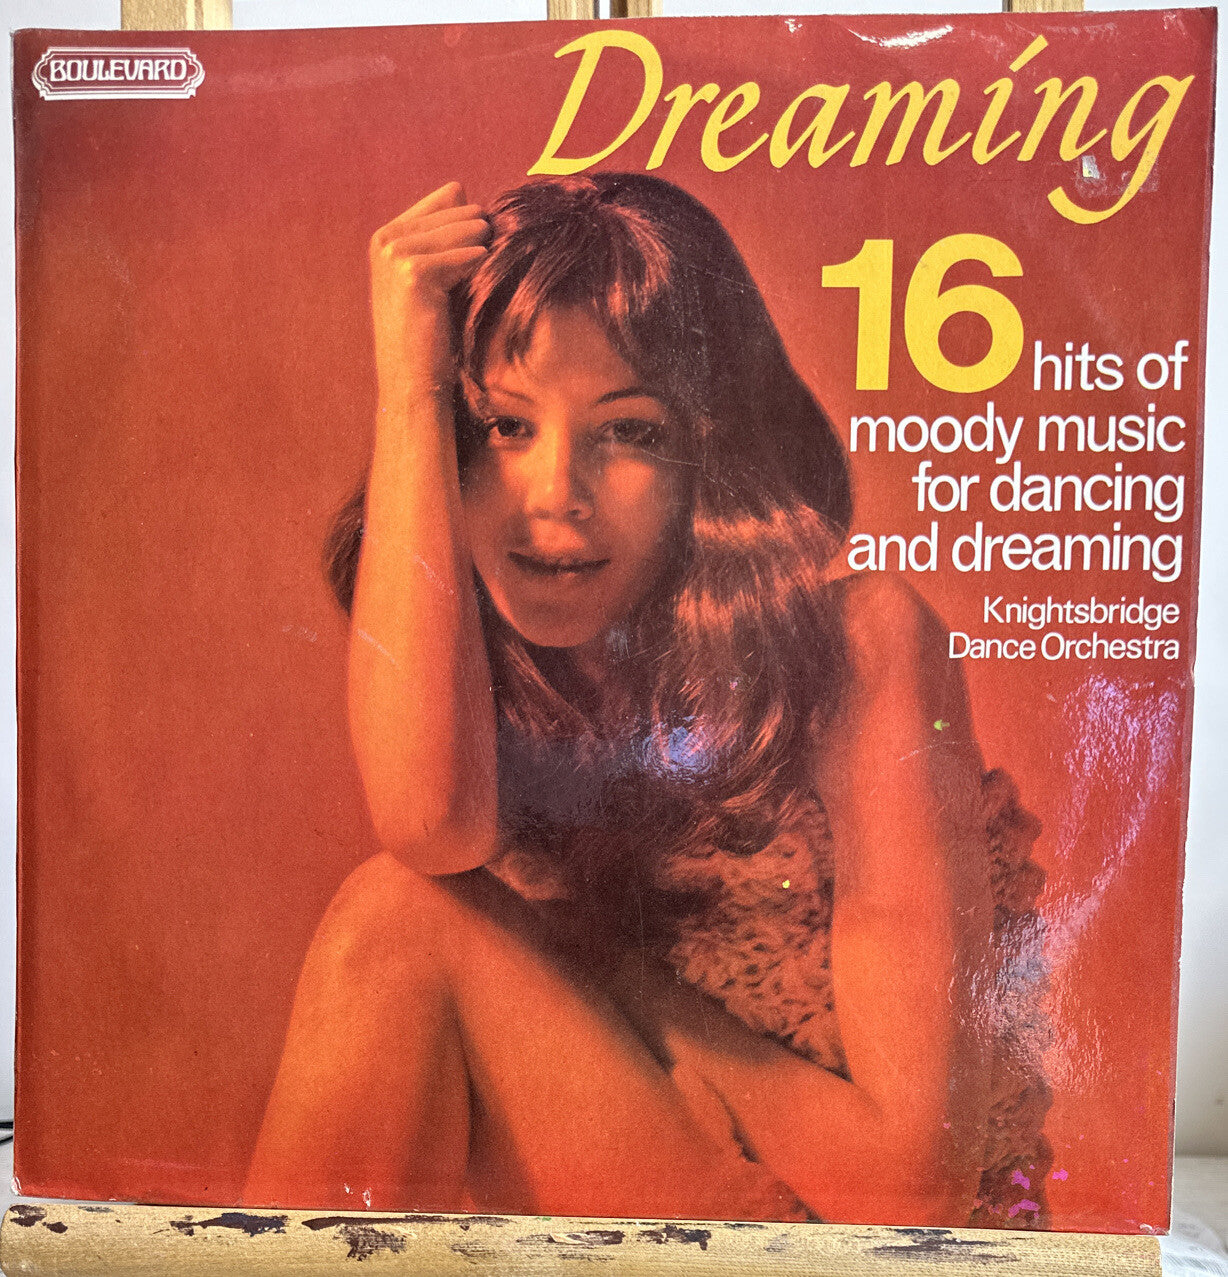 BOULEVARD
Dreaming
16 hits of
moody music
for dancing
and dreaming
Knightsbridge
Dance Orchestra